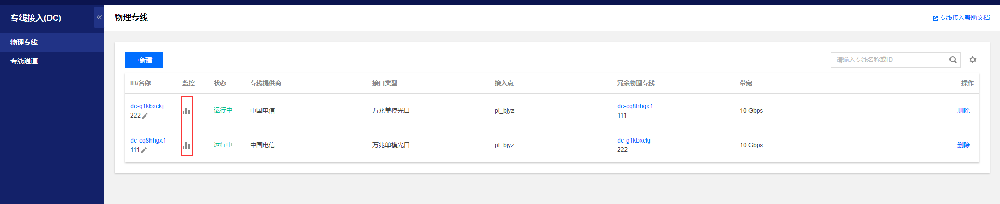 专线接入(DC)
物理专线
专线通道
物理专线
专线接入帮助文档
+新建
请输入专线名称或ID
ID/名称 监控 状态 专线提供商 接口类型 接入点 冗余物理专线 带宽 操作
dc-g1kbxckj 运行中 中国电信 万兆单模光口 pl_bjyz dc-cq8hhgx1 10 Gbps 删除
222 111
dc-cq8hhgx1 运行中 中国电信 万兆单模光口 pl_bjyz dc-g1kbxckj 10 Gbps 删除
111 222